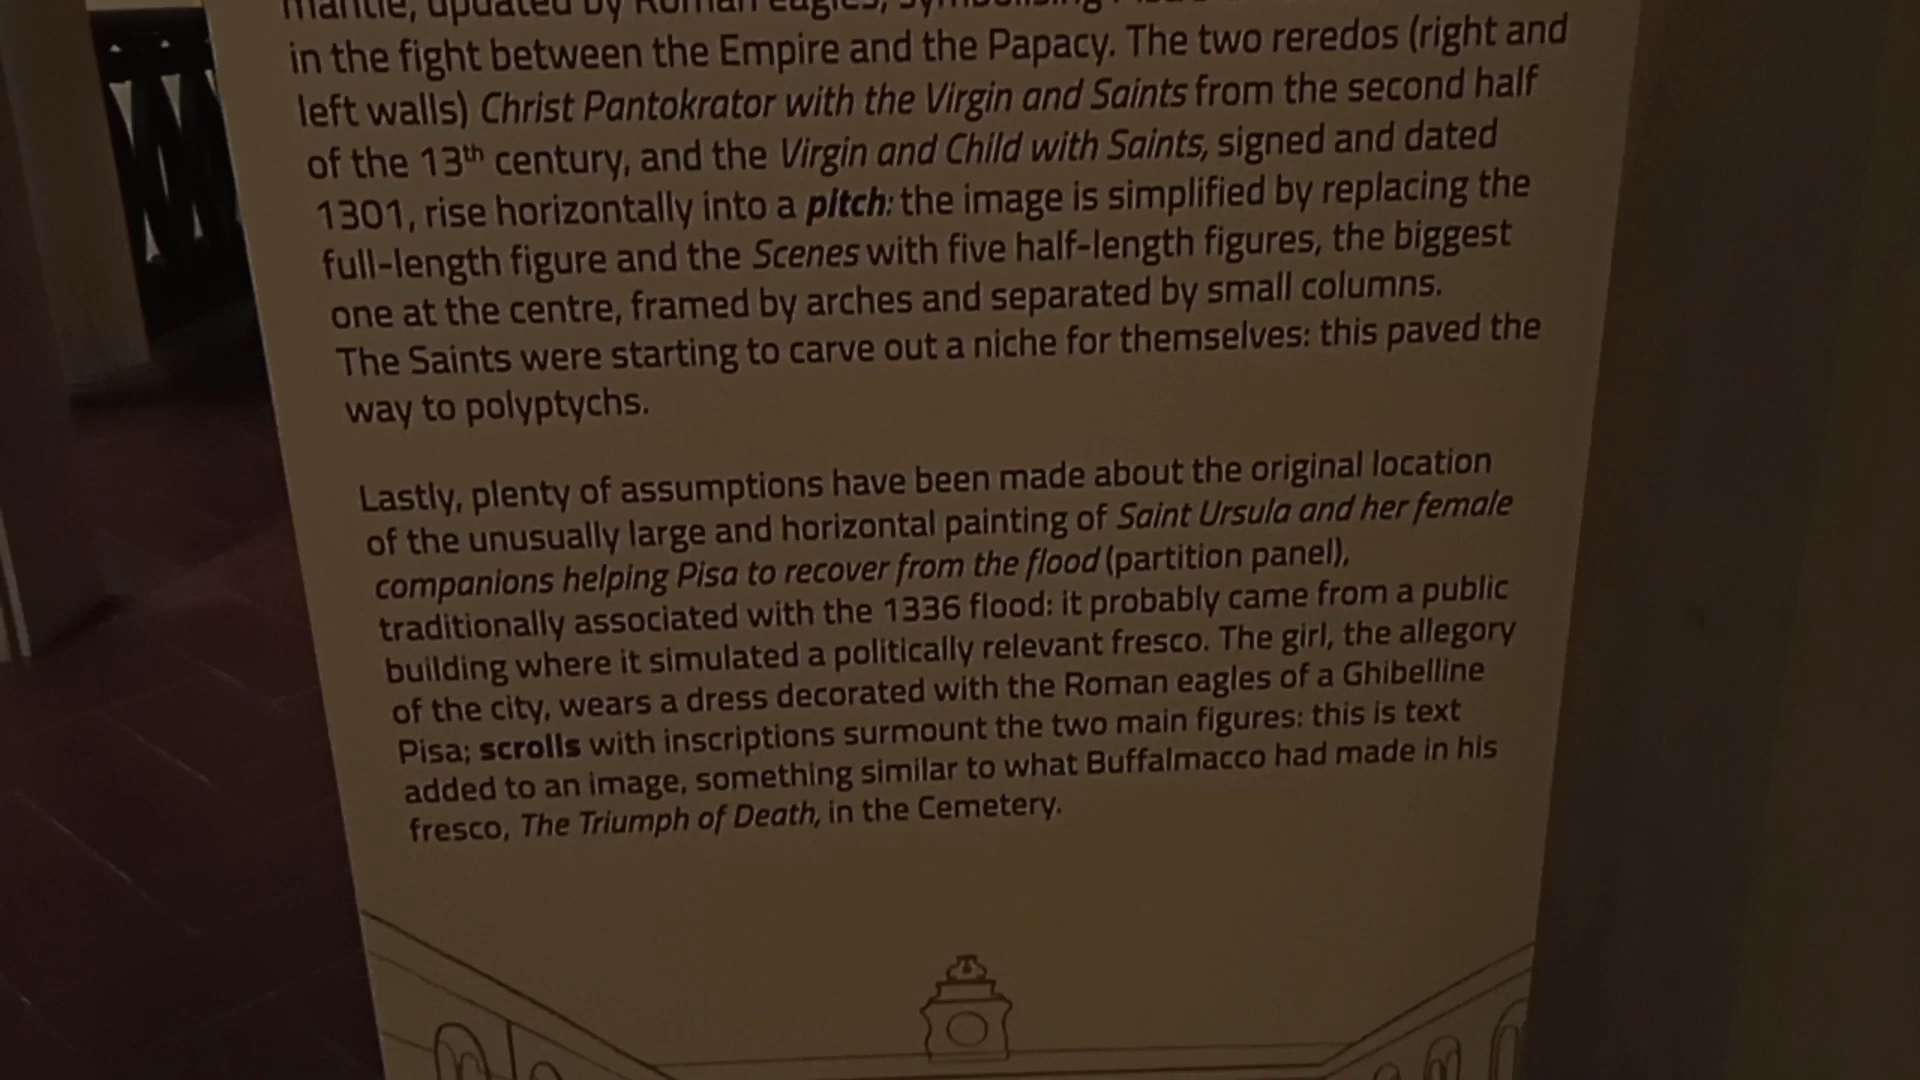 mantle, updated by Roman eagles, symbolising Pisa's
in the fight between the Empire and the Papacy. The two reredos (right and
left walls) Christ Pantokrator with the Virgin and Saints from the second half
of the 13th century, and the Virgin and Child with Saints, signed and dated
1301, rise horizontally into a pitch: the image is simplified by replacing the
full-length figure and the Scenes with five half-length figures, the biggest
one at the centre, framed by arches and separated by small columns.
The Saints were starting to carve out a niche for themselves: this paved the
way to polyptychs.
Lastly, plenty of assumptions have been made about the original location
of the unusually large and horizontal painting of Saint Ursula and her female
companions helping Pisa to recover from the flood (partition panel),
traditionally associated with the 1336 flood: it probably came from a public
building where it simulated a politically relevant fresco. The girl, the allegory
of the city, wears a dress decorated with the Roman eagles of a Ghibelline
Pisa; scrolls with inscriptions surmount the two main figures: this is text
added to an image, something similar to what Buffalmacco had made in his
fresco, The Triumph of Death, in the Cemetery.